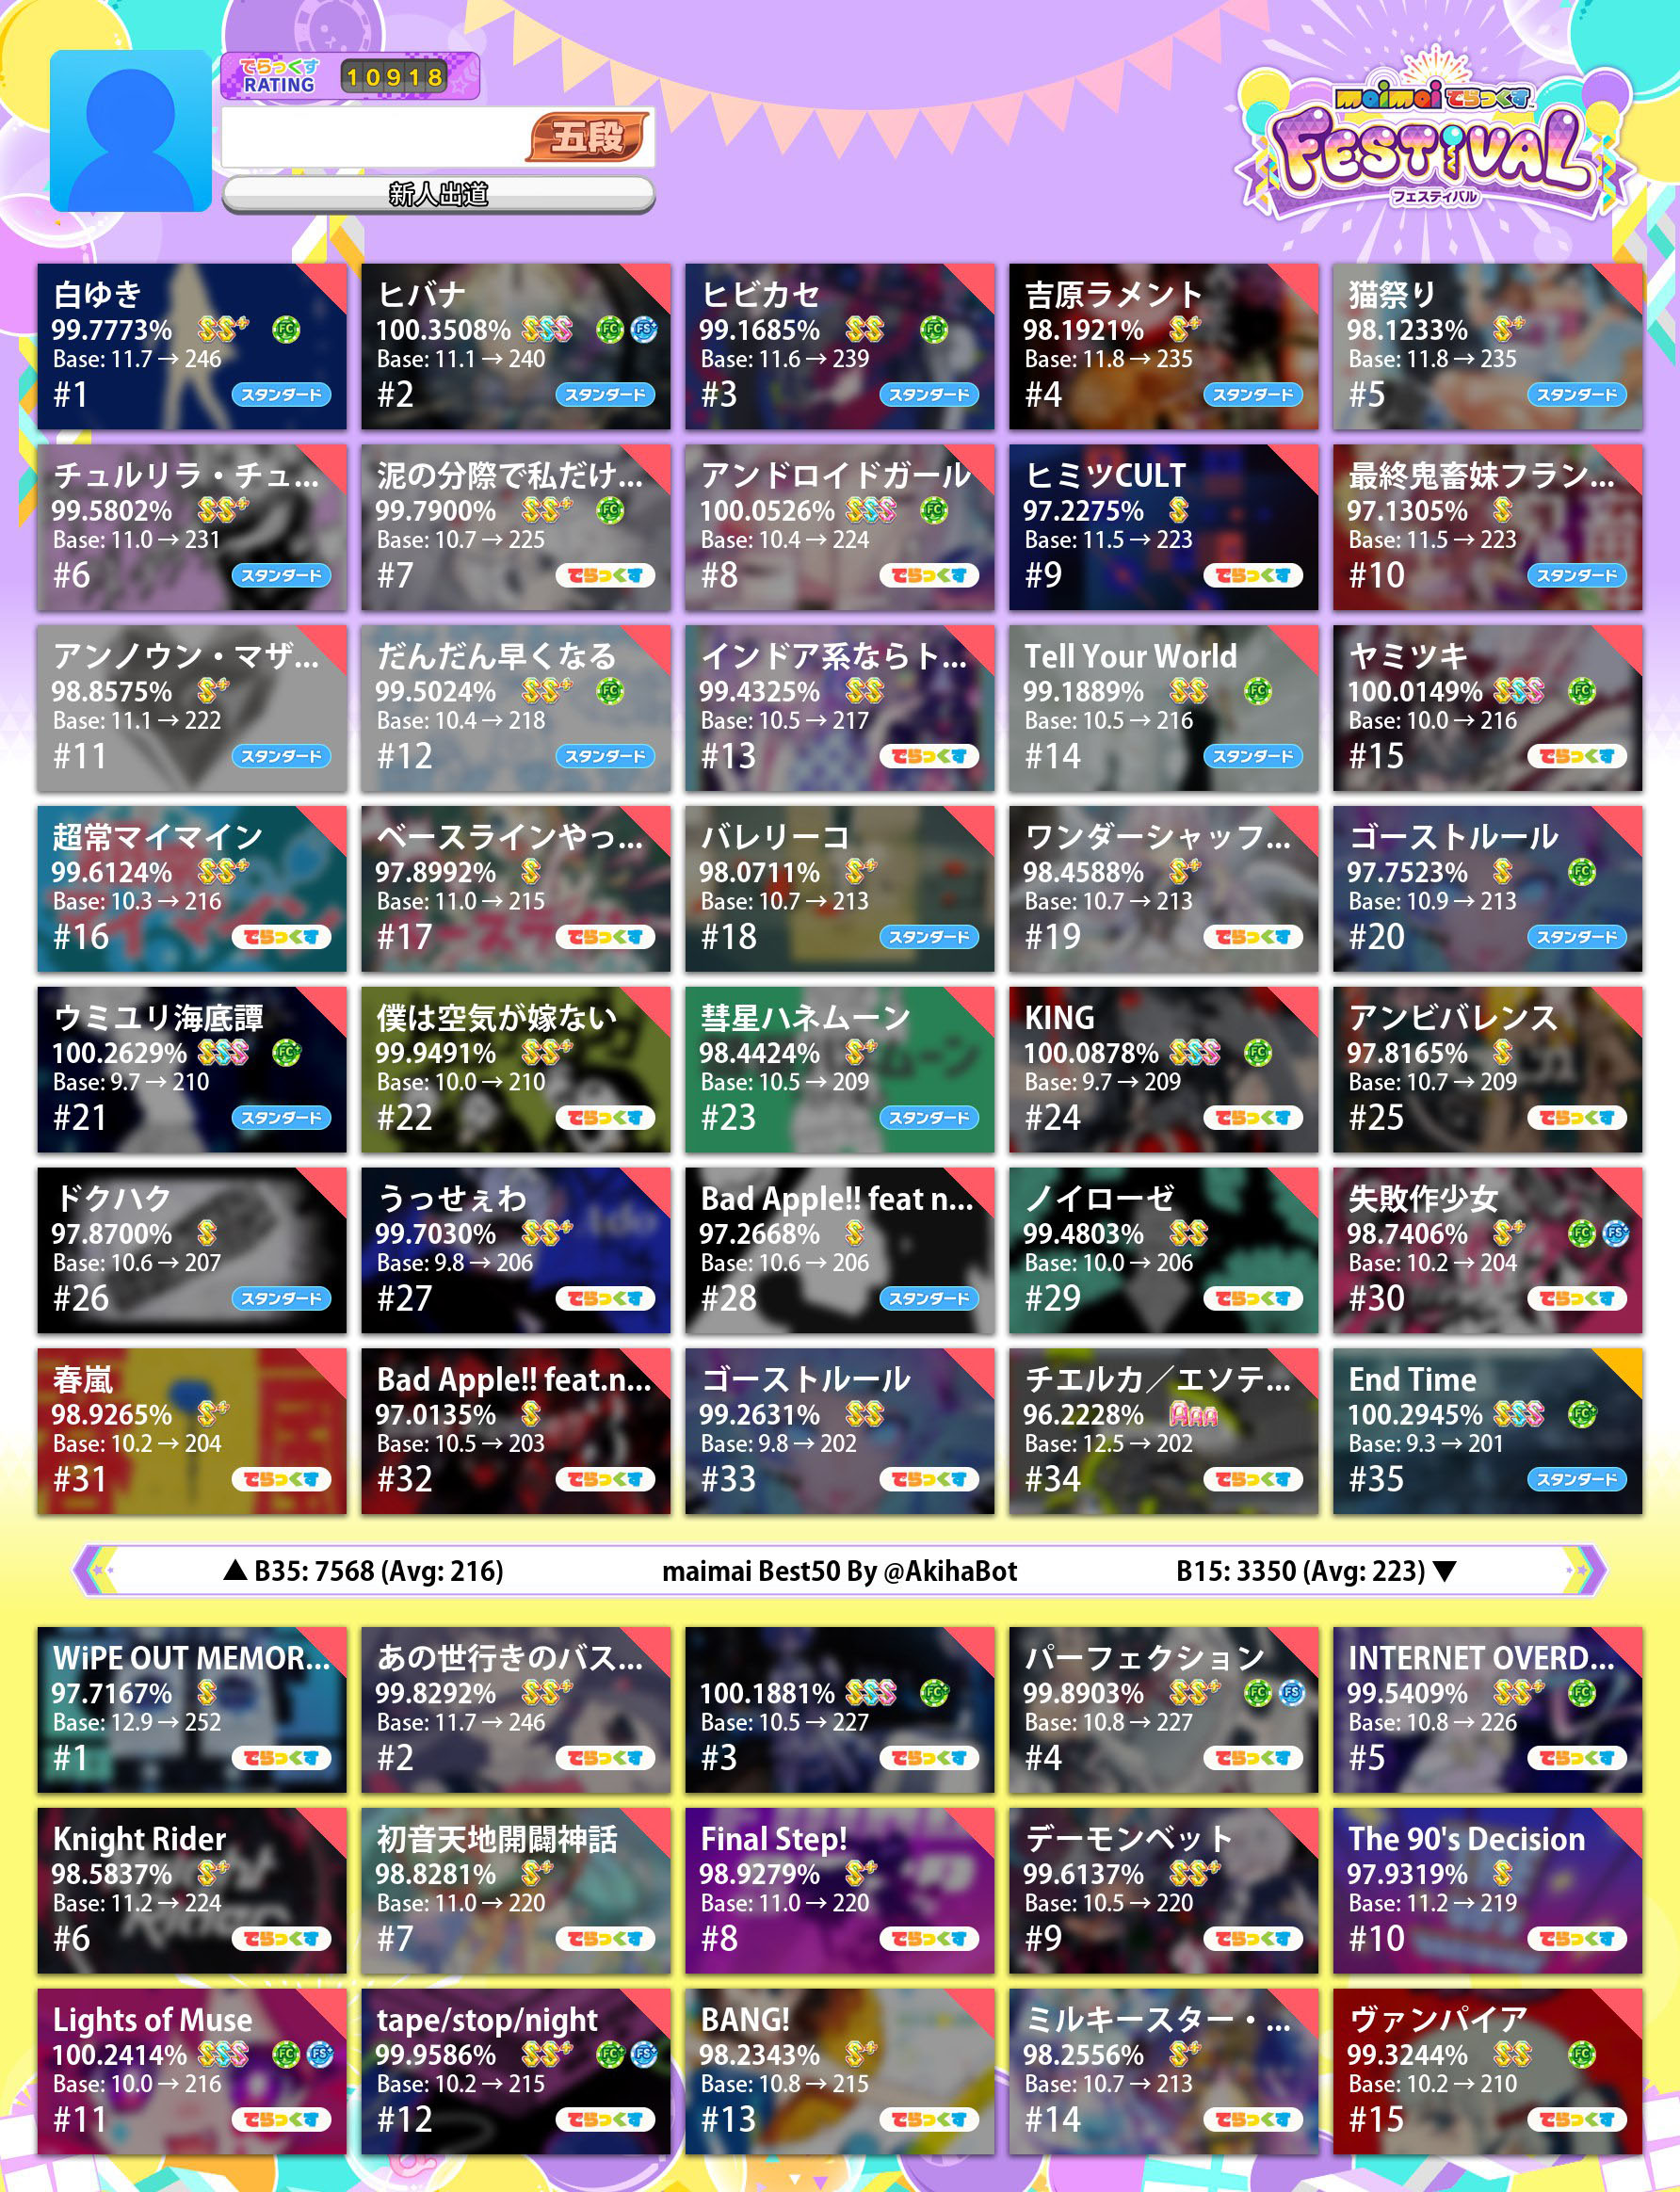 でらっくす RATING 10918
五段
新人出道
maimai でらっくす
FESTiVAL
フェスティバル
白ゆき
99.7773% SS+ FC
Base: 11.7 → 246
#1 スタンダード
ヒバナ
100.3508% SSS FC FS
Base: 11.1 → 240
#2 スタンダード
ヒビカセ
99.1685% SS FC
Base: 11.6 → 239
#3 スタンダード
吉原ラメント
98.1921% S+
Base: 11.8 → 235
#4 スタンダード
猫祭り
98.1233% S+
Base: 11.8 → 235
#5 スタンダード
チュルリラ・チュ...
99.5802% SS+
Base: 11.0 → 231
#6 スタンダード
泥の分際で私だけ...
99.7900% SS+ FC
Base: 10.7 → 225
#7 でらっくす
アンドロイドガール
100.0526% SSS FC
Base: 10.4 → 224
#8 でらっくす
ヒミツCULT
97.2275% S
Base: 11.5 → 223
#9 でらっくす
最終鬼畜妹フラン...
97.1305% S
Base: 11.5 → 223
#10 スタンダード
アンノウン・マザ...
98.8575% S+
Base: 11.1 → 222
#11 スタンダード
だんだん早くなる
99.5024% SS+ FC
Base: 10.4 → 218
#12 スタンダード
インドア系ならト...
99.4325% SS
Base: 10.5 → 217
#13 でらっくす
Tell Your World
99.1889% SS FC
Base: 10.5 → 216
#14 スタンダード
ヤミツキ
100.0149% SSS FC
Base: 10.0 → 216
#15 でらっくす
超常マイマイン
99.6124% SS+
Base: 10.3 → 216
#16 でらっくす
ベースラインやっ...
97.8992% S
Base: 11.0 → 215
#17 でらっくす
バレリーコ
98.0711% S+
Base: 10.7 → 213
#18 スタンダード
ワンダーシャッフ...
98.4588% S+
Base: 10.7 → 213
#19 でらっくす
ゴーストルール
97.7523% S FC
Base: 10.9 → 213
#20 スタンダード
ウミユリ海底譚
100.2629% SSS FC+
Base: 9.7 → 210
#21 スタンダード
僕は空気が嫁ない
99.9491% SS+
Base: 10.0 → 210
#22 でらっくす
彗星ハネムーン
98.4424% S+
Base: 10.5 → 209
#23 スタンダード
KING
100.0878% SSS FC
Base: 9.7 → 209
#24 でらっくす
アンビバレンス
97.8165% S
Base: 10.7 → 209
#25 でらっくす
ドクハク
97.8700% S
Base: 10.6 → 207
#26 スタンダード
うっせぇわ
99.7030% SS+
Base: 9.8 → 206
#27 でらっくす
Bad Apple!! feat n...
97.2668% S
Base: 10.6 → 206
#28 スタンダード
ノイローゼ
99.4803% SS
Base: 10.0 → 206
#29 でらっくす
失敗作少女
98.7406% S+ FC FS+
Base: 10.2 → 204
#30 でらっくす
春嵐
98.9265% S+
Base: 10.2 → 204
#31 でらっくす
Bad Apple!! feat.n...
97.0135% S
Base: 10.5 → 203
#32 でらっくす
ゴーストルール
99.2631% SS
Base: 9.8 → 202
#33 でらっくす
チエルカ／エソテ...
96.2228% AAA
Base: 12.5 → 202
#34 でらっくす
End Time
100.2945% SSS FC+
Base: 9.3 → 201
#35 スタンダード
▲ B35: 7568 (Avg: 216) maimai Best50 By @AkihaBot B15: 3350 (Avg: 223) ▼
WiPE OUT MEMOR...
97.7167% S
Base: 12.9 → 252
#1 でらっくす
あの世行きのバス...
99.8292% SS+
Base: 11.7 → 246
#2 でらっくす
100.1881% SSS FC+
Base: 10.5 → 227
#3 でらっくす
パーフェクション
99.8903% SS+ FC FS
Base: 10.8 → 227
#4 でらっくす
INTERNET OVERD...
99.5409% SS+ FC
Base: 10.8 → 226
#5 でらっくす
Knight Rider
98.5837% S+
Base: 11.2 → 224
#6 でらっくす
初音天地開闢神話
98.8281% S+
Base: 11.0 → 220
#7 でらっくす
Final Step!
98.9279% S+
Base: 11.0 → 220
#8 でらっくす
デーモンベット
99.6137% SS+
Base: 10.5 → 220
#9 でらっくす
The 90's Decision
97.9319% S
Base: 11.2 → 219
#10 でらっくす
Lights of Muse
100.2414% SSS FC FS+
Base: 10.0 → 216
#11 でらっくす
tape/stop/night
99.9586% SS+ FC+ FS+
Base: 10.2 → 215
#12 でらっくす
BANG!
98.2343% S+
Base: 10.8 → 215
#13 でらっくす
ミルキースター・...
98.2556% S+
Base: 10.7 → 213
#14 でらっくす
ヴァンパイア
99.3244% SS FC
Base: 10.2 → 210
#15 でらっくす